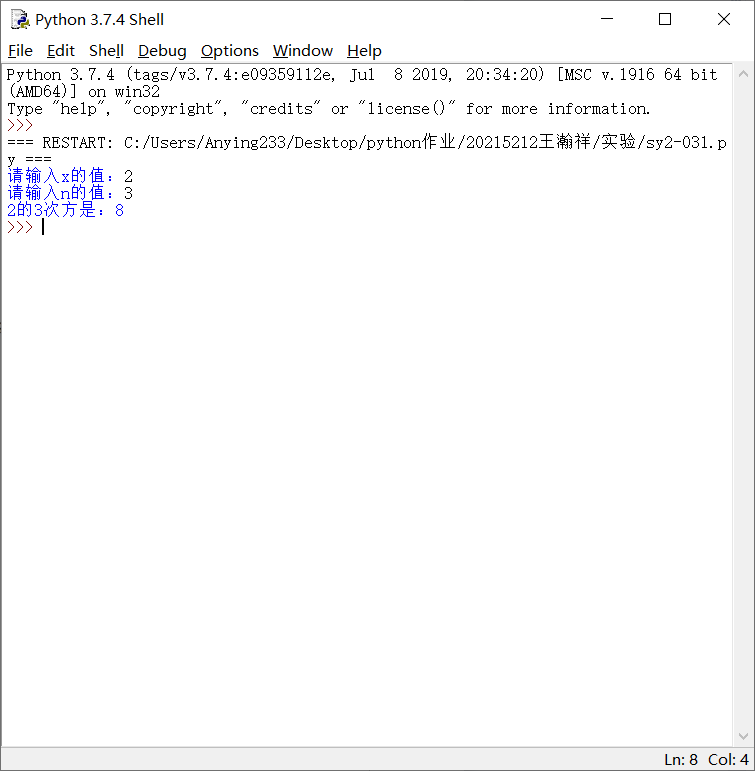 Python 3.7.4 Shell
File Edit Shell Debug Options Window Help
Python 3.7.4 (tags/v3.7.4:e09359112e, Jul  8 2019, 20:34:20) [MSC v.1916 64 bit
(AMD64)] on win32
Type "help", "copyright", "credits" or "license()" for more information.
>>>
=== RESTART: C:/Users/Anying233/Desktop/python作业/20215212王瀚祥/实验/sy2-031.p
y ===
请输入x的值：2
请输入n的值：3
2的3次方是：8
>>>
Ln: 8 Col: 4